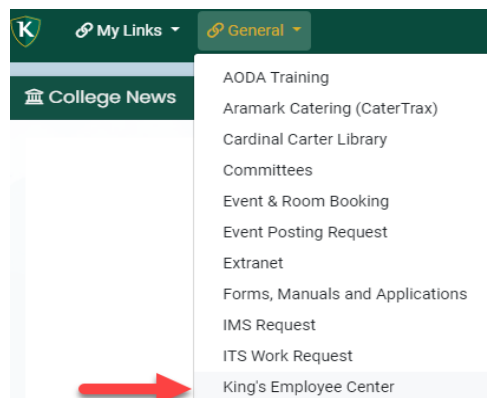 K My Links General
College News
AODA Training
Aramark Catering (CaterTrax)
Cardinal Carter Library
Committees
Event & Room Booking
Event Posting Request
Extranet
Forms, Manuals and Applications
IMS Request
ITS Work Request
King's Employee Center